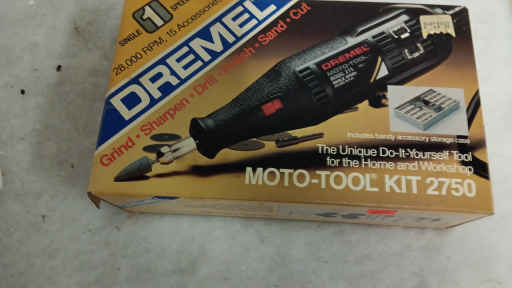 SINGLE 1 SPEED
28,000 RPM, 15 Accessories
DREMEL
Grind • Sharpen • Drill • Polish • Sand • Cut
DREMEL
MOTO-TOOL
Includes handy accessory storage case
The Unique Do-It-Yourself Tool
for the Home and Workshop
MOTO-TOOL® KIT 2750